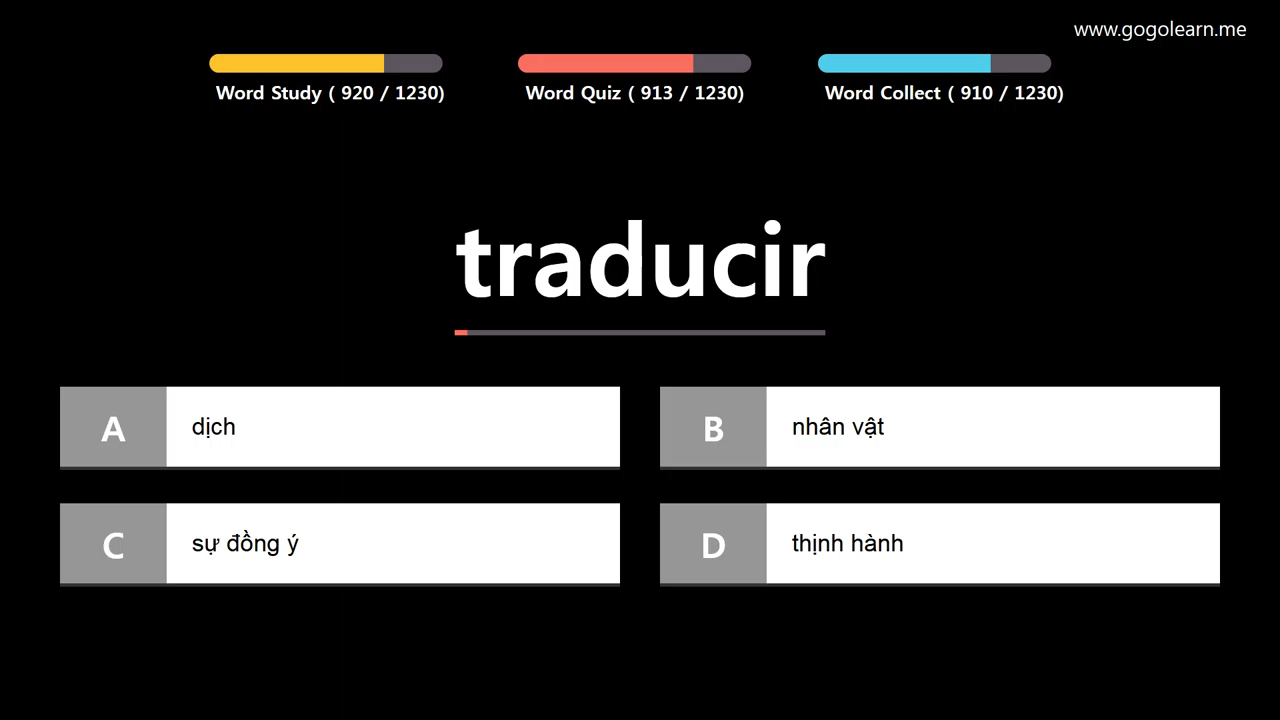 www.gogolearn.me
Word Study ( 920 / 1230)
Word Quiz ( 913 / 1230)
Word Collect ( 910 / 1230)
traducir
A
dịch
B
nhân vật
C
sự đồng ý
D
thịnh hành